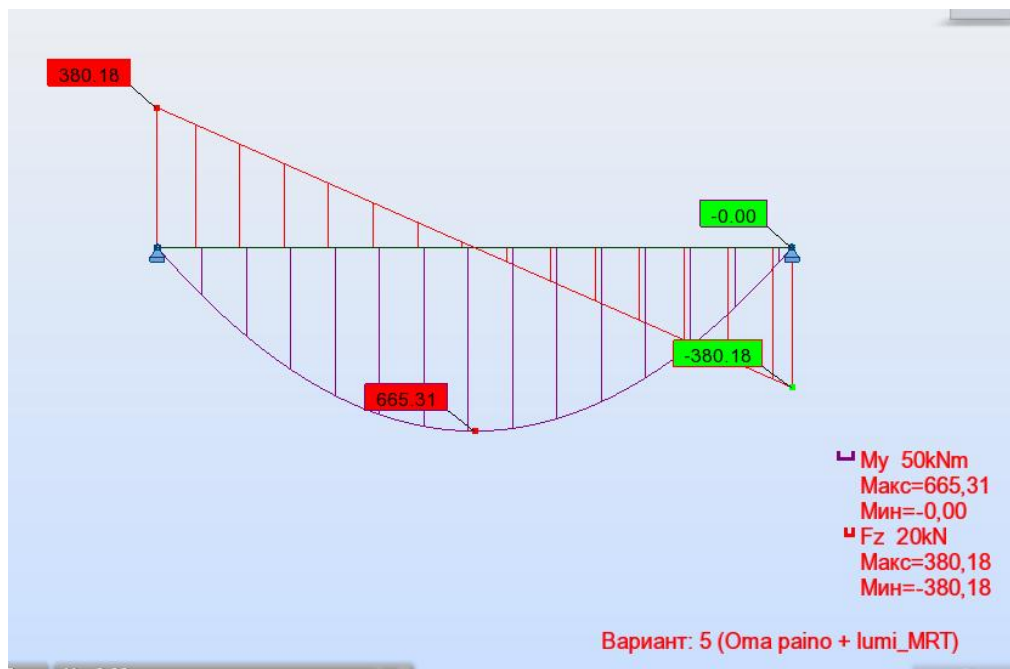 380.18
-0.00
-380.18
665.31
My 50kNm
Макс=665,31
Мин=-0,00
Fz 20kN
Макс=380,18
Мин=-380,18
Вариант: 5 (Oma paino + lumi_MRT)